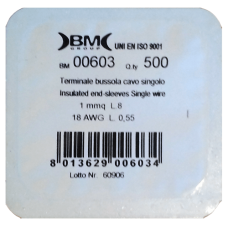 BM
GROUP
UNI EN ISO 9001
BM 00603 Q.ty 500
Terminale bussola cavo singolo
Insulated end-sleeves Single wire
1 mmq L.8
18 AWG L. 0,55
8 013629 006034
Lotto Nr. 60906